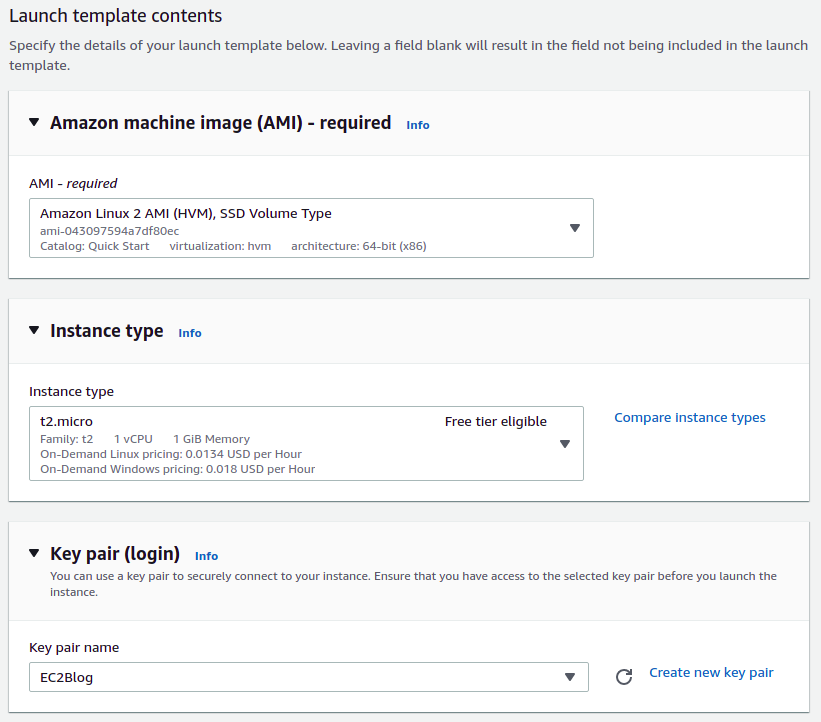 Launch template contents
Specify the details of your launch template below. Leaving a field blank will result in the field not being included in the launch
template.
Amazon machine image (AMI) - required Info
AMI - required
Amazon Linux 2 AMI (HVM), SSD Volume Type
ami-043097594a7df80ec
Catalog: Quick Start virtualization: hvm architecture: 64-bit (x86)
Instance type Info
Instance type
t2.micro Free tier eligible
Family: t2 1 vCPU 1 GiB Memory
On-Demand Linux pricing: 0.0134 USD per Hour
On-Demand Windows pricing: 0.018 USD per Hour
Compare instance types
Key pair (login) Info
You can use a key pair to securely connect to your instance. Ensure that you have access to the selected key pair before you launch the
instance.
Key pair name
EC2Blog
Create new key pair